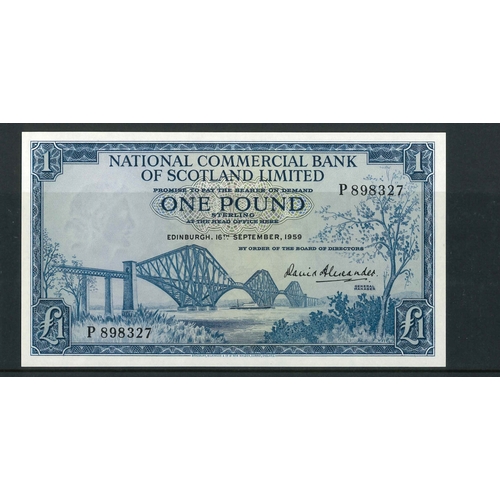 1
1
NATIONAL COMMERCIAL BANK
OF SCOTLAND LIMITED
PROMISE TO PAY THE BEARER ON DEMAND
P 898327
ONE POUND
STERLING
AT THE HEAD OFFICE HERE
EDINBURGH, 16TH SEPTEMBER, 1959
BY ORDER OF THE BOARD OF DIRECTORS
David Alexander
GENERAL
MANAGER
P 898327
£1
£1